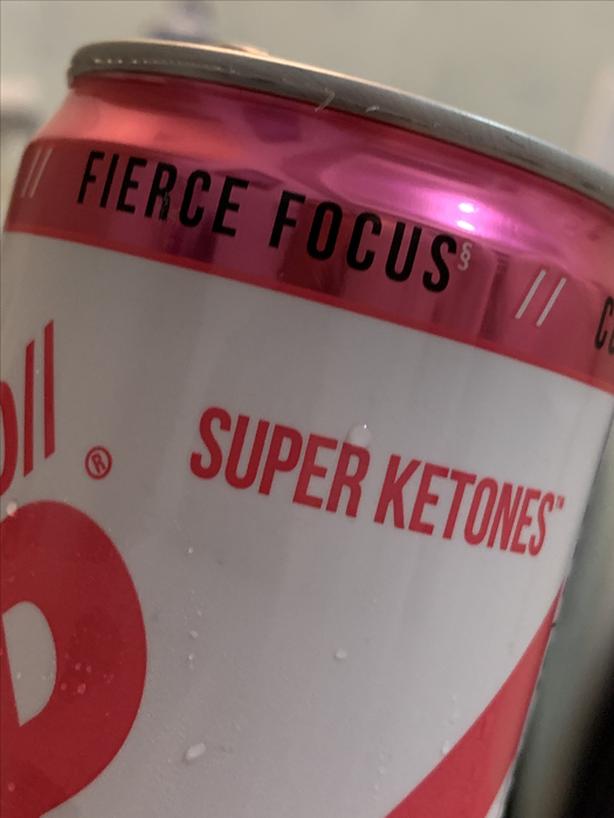 // FIERCE FOCUS§ //
®
SUPER KETONES™